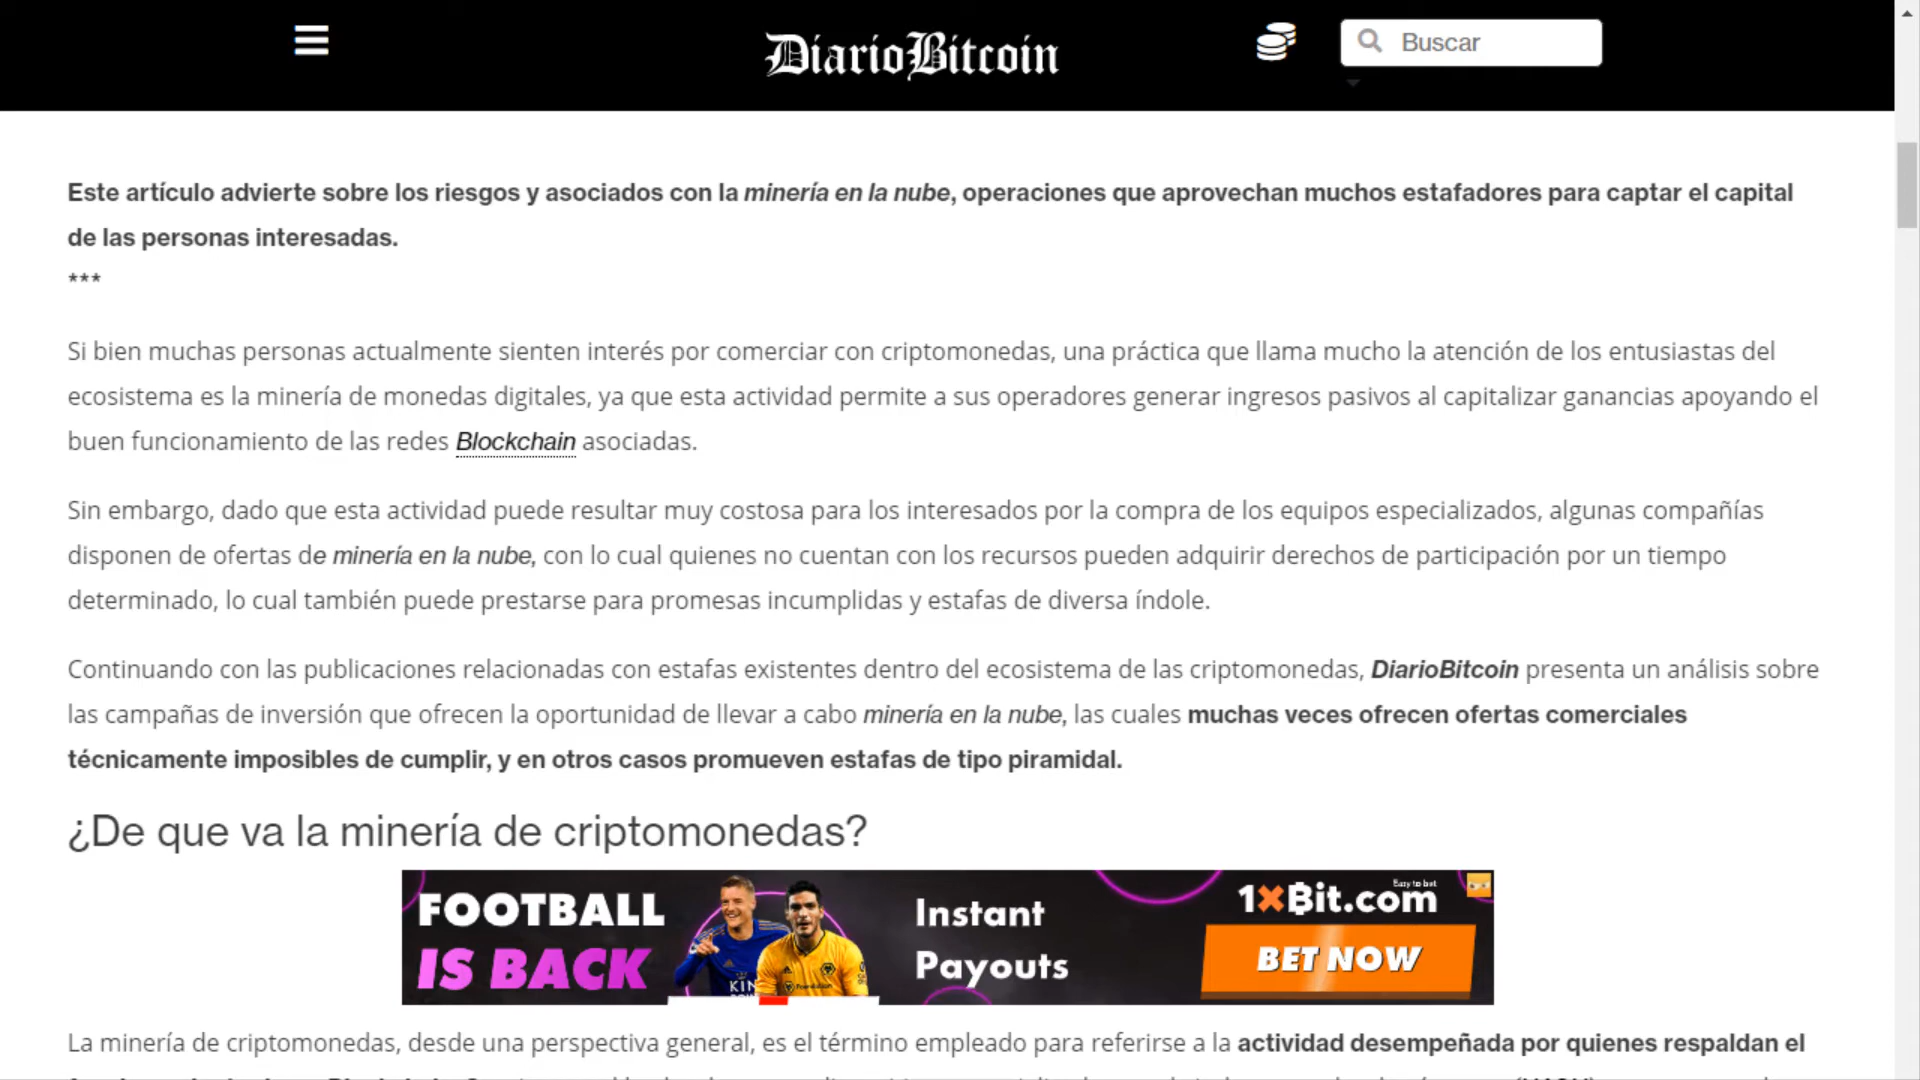 DiarioBitcoin
Buscar
Este artículo advierte sobre los riesgos y asociados con la minería en la nube, operaciones que aprovechan muchos estafadores para captar el capital
de las personas interesadas.
***
Si bien muchas personas actualmente sienten interés por comerciar con criptomonedas, una práctica que llama mucho la atención de los entusiastas del
ecosistema es la minería de monedas digitales, ya que esta actividad permite a sus operadores generar ingresos pasivos al capitalizar ganancias apoyando el
buen funcionamiento de las redes Blockchain asociadas.
Sin embargo, dado que esta actividad puede resultar muy costosa para los interesados por la compra de los equipos especializados, algunas compañías
disponen de ofertas de minería en la nube, con lo cual quienes no cuentan con los recursos pueden adquirir derechos de participación por un tiempo
determinado, lo cual también puede prestarse para promesas incumplidas y estafas de diversa índole.
Continuando con las publicaciones relacionadas con estafas existentes dentro del ecosistema de las criptomonedas, DiarioBitcoin presenta un análisis sobre
las campañas de inversión que ofrecen la oportunidad de llevar a cabo minería en la nube, las cuales muchas veces ofrecen ofertas comerciales
técnicamente imposibles de cumplir, y en otros casos promueven estafas de tipo piramidal.
¿De que va la minería de criptomonedas?
FOOTBALL
IS BACK
Instant
Payouts
Easy to bet
1XBit.com
BET NOW
La minería de criptomonedas, desde una perspectiva general, es el término empleado para referirse a la actividad desempeñada por quienes respaldan el